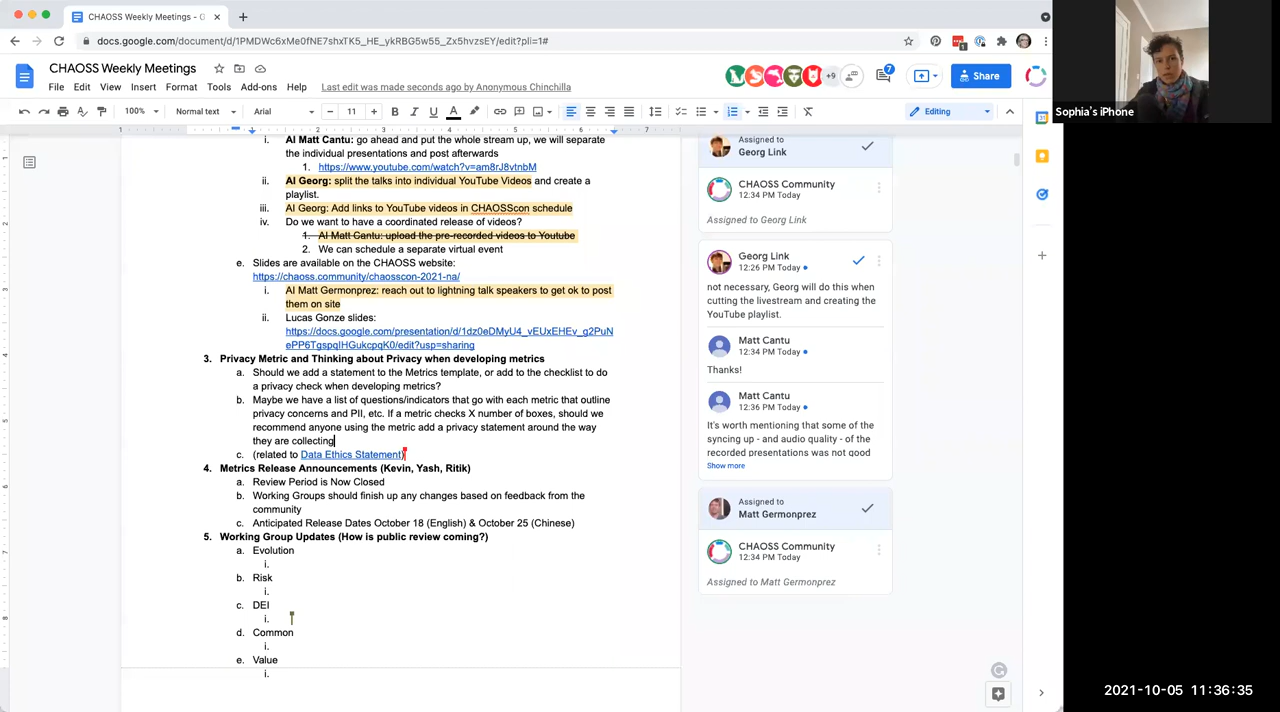 CHAOSS Weekly Meetings - G
docs.google.com/document/d/1PMDWc6xMe0fNE7shxTK5_HE_ykRBG5w55_Zx5hvzsEY/edit?pli=1#
CHAOSS Weekly Meetings
File Edit View Insert Format Tools Add-ons Help Last edit was made seconds ago by Anonymous Chinchilla
+9
7
Share
100% Normal text Arial 11 Editing
i. AI Matt Cantu: go ahead and put the whole stream up, we will separate
the individual presentations and post afterwards
1. https://www.youtube.com/watch?v=am8rJ8vtnbM
ii. AI Georg: split the talks into individual YouTube Videos and create a
playlist.
iii. AI Georg: Add links to YouTube videos in CHAOSScon schedule
iv. Do we want to have a coordinated release of videos?
1. AI Matt Cantu: upload the pre-recorded videos to Youtube
2. We can schedule a separate virtual event
e. Slides are available on the CHAOSS website:
https://chaoss.community/chaosscon-2021-na/
i. AI Matt Germonprez: reach out to lightning talk speakers to get ok to post
them on site
ii. Lucas Gonze slides:
https://docs.google.com/presentation/d/1dz0eDMyU4_vEUxEHEv_g2PuN
ePP6TgspqIHGukcpqK0/edit?usp=sharing
3. Privacy Metric and Thinking about Privacy when developing metrics
a. Should we add a statement to the Metrics template, or add to the checklist to do
a privacy check when developing metrics?
b. Maybe we have a list of questions/indicators that go with each metric that outline
privacy concerns and PII, etc. If a metric checks X number of boxes, should we
recommend anyone using the metric add a privacy statement around the way
they are collecting
c. (related to Data Ethics Statement)
4. Metrics Release Announcements (Kevin, Yash, Ritik)
a. Review Period is Now Closed
b. Working Groups should finish up any changes based on feedback from the
community
c. Anticipated Release Dates October 18 (English) & October 25 (Chinese)
5. Working Group Updates (How is public review coming?)
a. Evolution
i.
b. Risk
i.
c. DEI
i.
d. Common
i.
e. Value
i.
Assigned to
Georg Link
CHAOSS Community
12:34 PM Today
Assigned to Georg Link
Georg Link
12:26 PM Today
not necessary, Georg will do this when
cutting the livestream and creating the
YouTube playlist.
Matt Cantu
12:34 PM Today
Thanks!
Matt Cantu
12:36 PM Today
It's worth mentioning that some of the
syncing up - and audio quality - of the
recorded presentations was not good
Show more
Assigned to
Matt Germonprez
CHAOSS Community
12:34 PM Today
Assigned to Matt Germonprez
Sophia's iPhone
2021-10-05 11:36:35